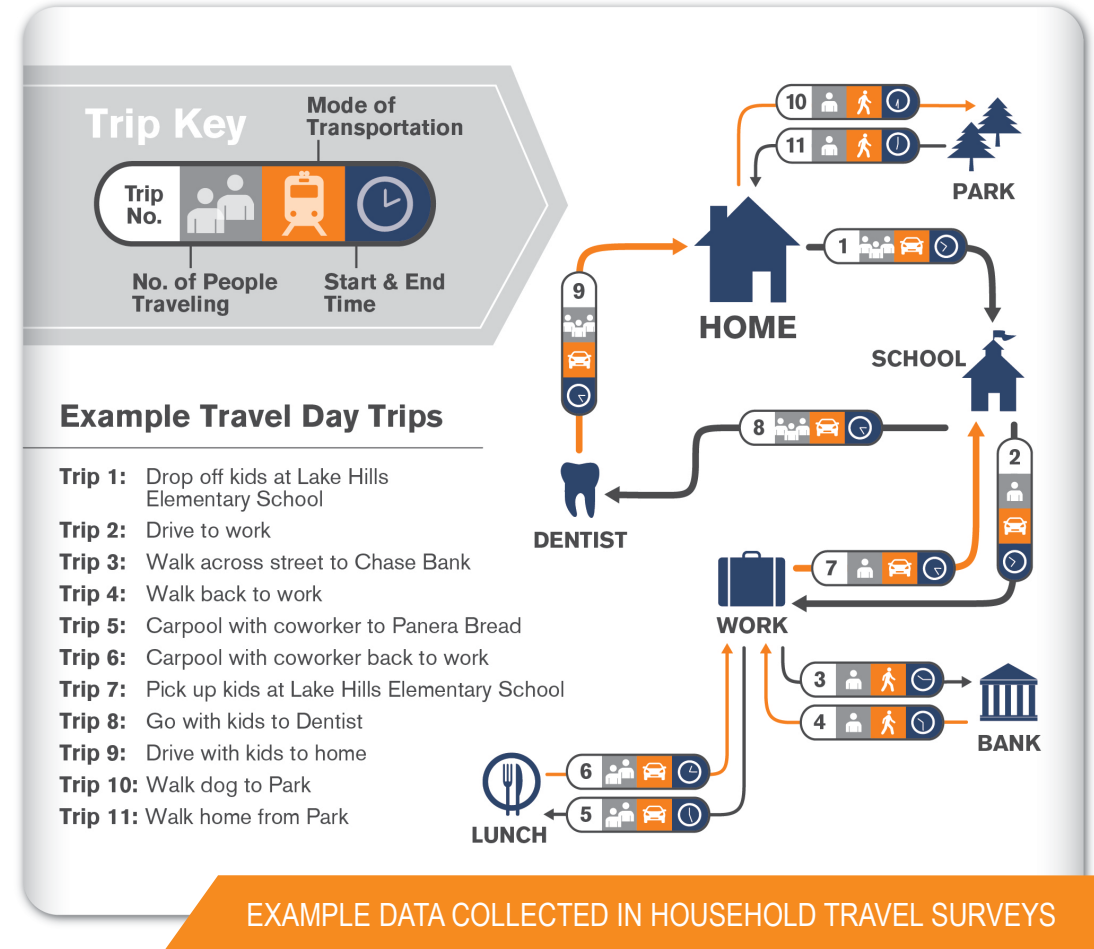 Trip Key
Mode of
Transportation
Trip
No.
No. of People
Traveling
Start & End
Time
10
11
PARK
1
HOME
9
SCHOOL
8
2
DENTIST
7
WORK
3
4
BANK
6
5
LUNCH
Example Travel Day Trips
Trip 1: Drop off kids at Lake Hills
Elementary School
Trip 2: Drive to work
Trip 3: Walk across street to Chase Bank
Trip 4: Walk back to work
Trip 5: Carpool with coworker to Panera Bread
Trip 6: Carpool with coworker back to work
Trip 7: Pick up kids at Lake Hills Elementary School
Trip 8: Go with kids to Dentist
Trip 9: Drive with kids to home
Trip 10: Walk dog to Park
Trip 11: Walk home from Park
EXAMPLE DATA COLLECTED IN HOUSEHOLD TRAVEL SURVEYS